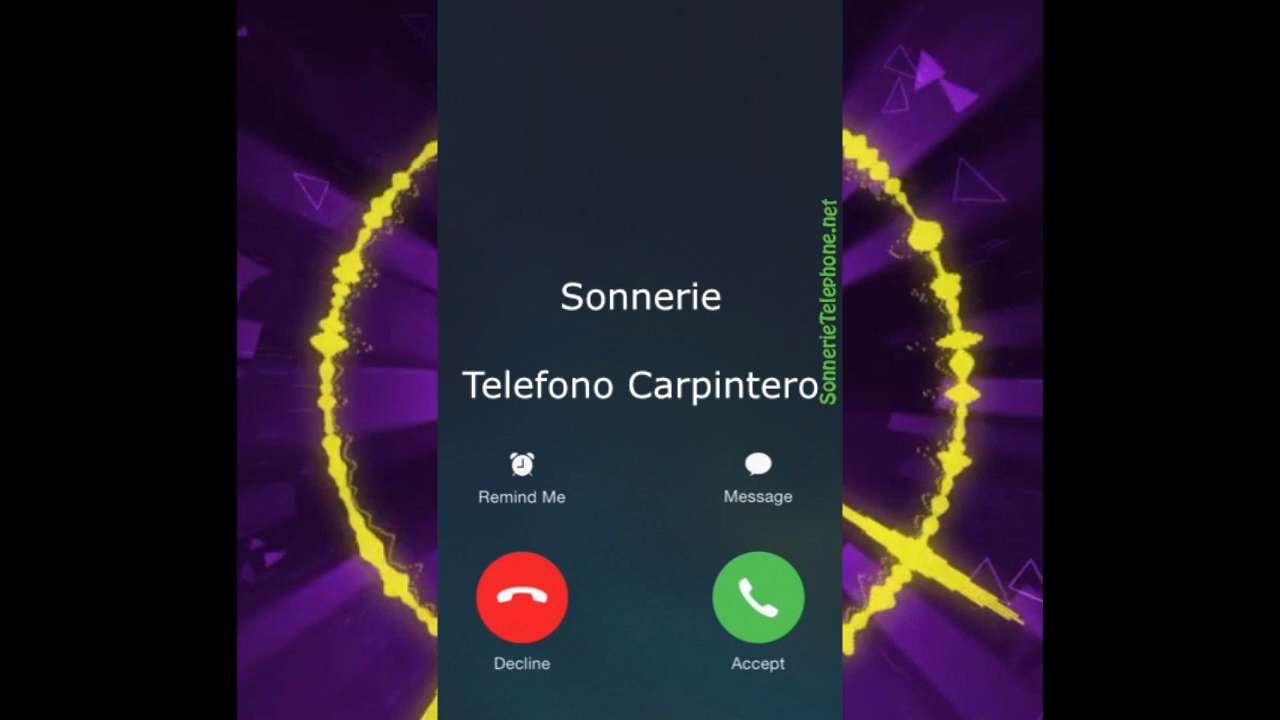 Sonnerie
Telefono Carpintero
SonnerieTelephone.net
Remind Me
Message
Decline
Accept